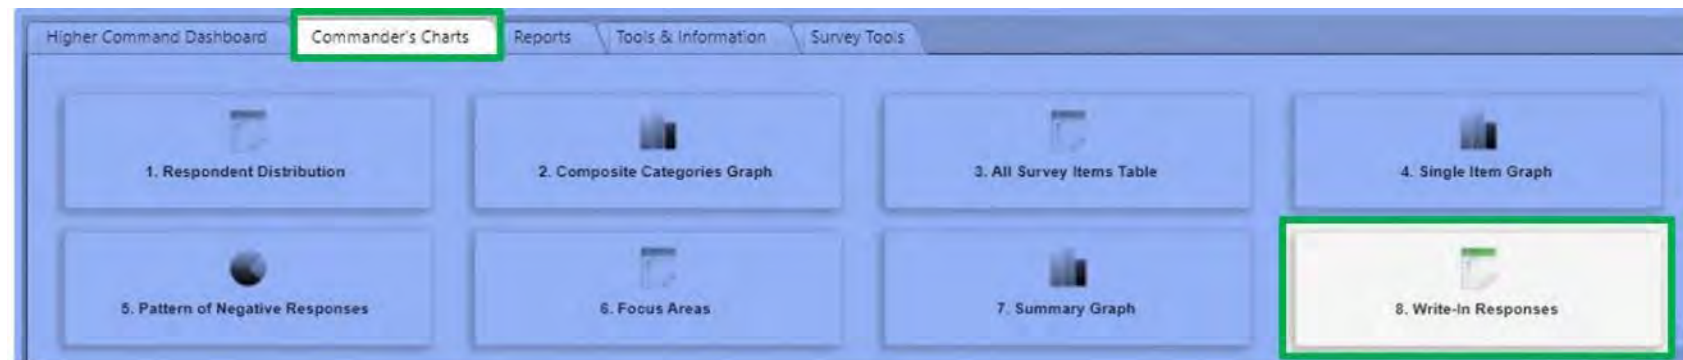 Higher Command Dashboard Commander's Charts Reports Tools & Information Survey Tools
1. Respondent Distribution 2. Composite Categories Graph 3. All Survey Items Table 4. Single Item Graph
5. Pattern of Negative Responses 6. Focus Areas 7. Summary Graph 8. Write-In Responses